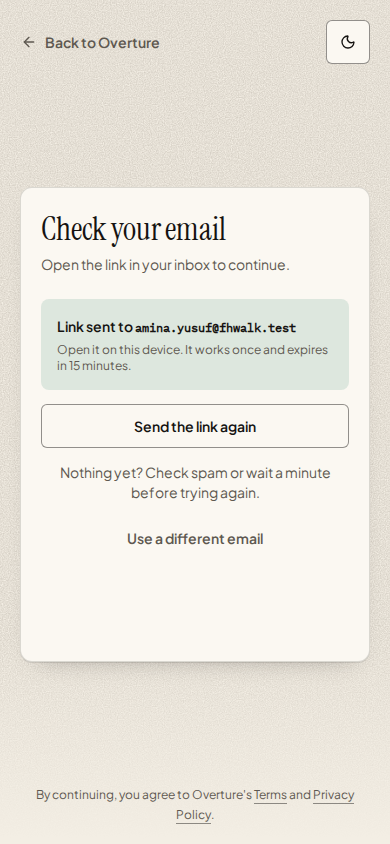 Back to Overture
Check your email
Open the link in your inbox to continue.
Link sent to amina.yusuf@fhwalk.test
Open it on this device. It works once and expires
in 15 minutes.
Send the link again
Nothing yet? Check spam or wait a minute
before trying again.
Use a different email
By continuing, you agree to Overture's Terms and Privacy
Policy.